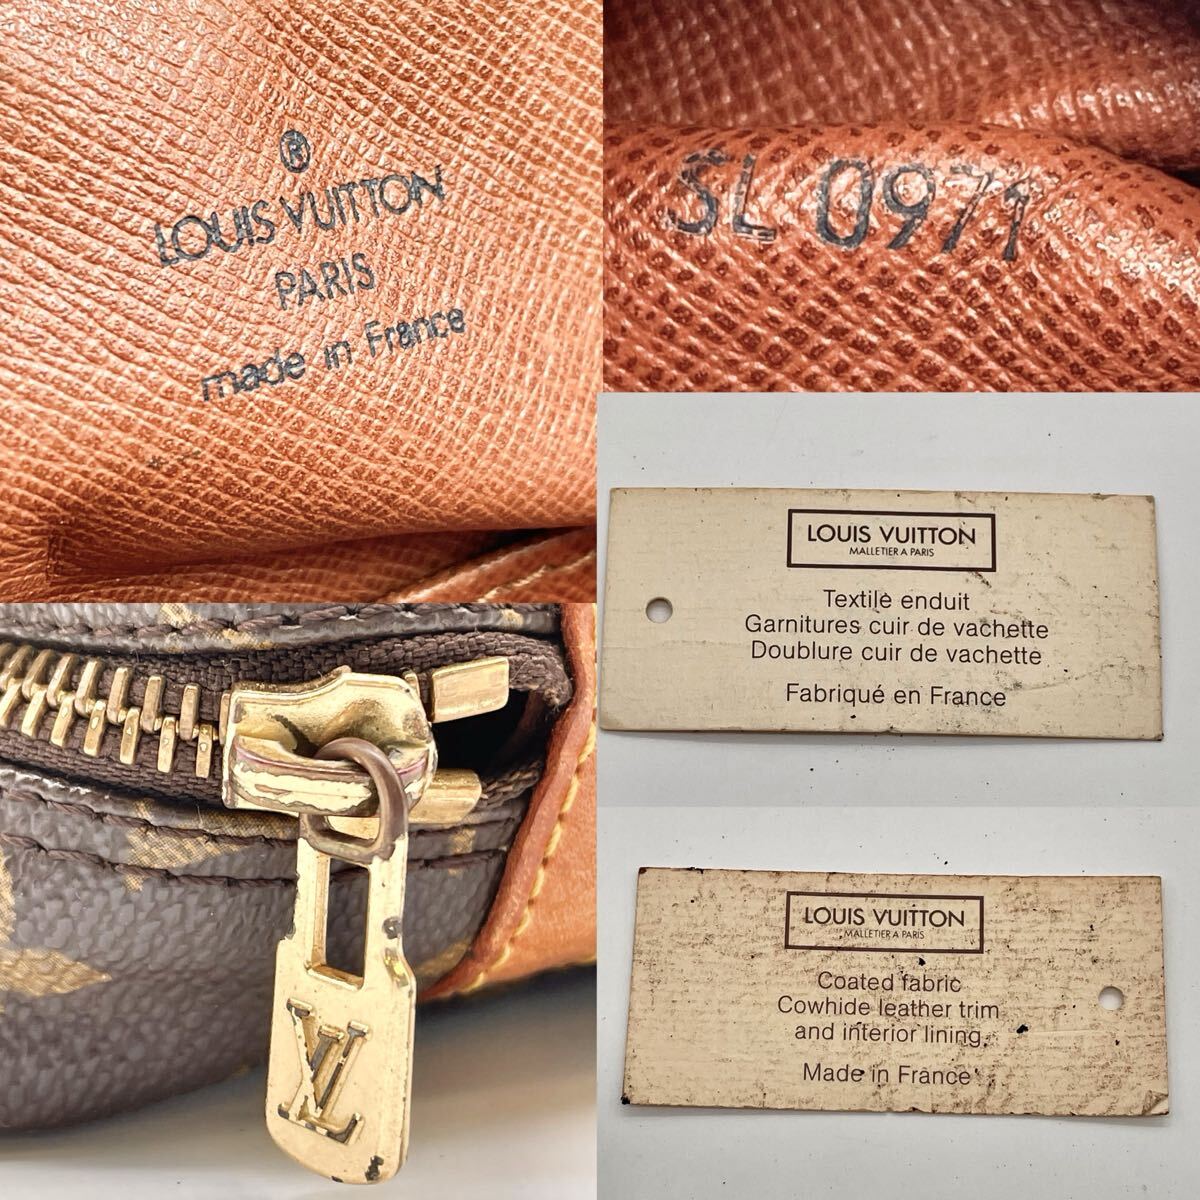 ®
LOUIS VUITTON
PARIS
made in France
SL 0971
LOUIS VUITTON
MALLETIER A PARIS
Textile enduit
Garnitures cuir de vachette
Doublure cuir de vachette
Fabriqué en France
LV
LOUIS VUITTON
MALLETIER A PARIS
Coated fabric
Cowhide leather trim
and interior lining.
Made in France